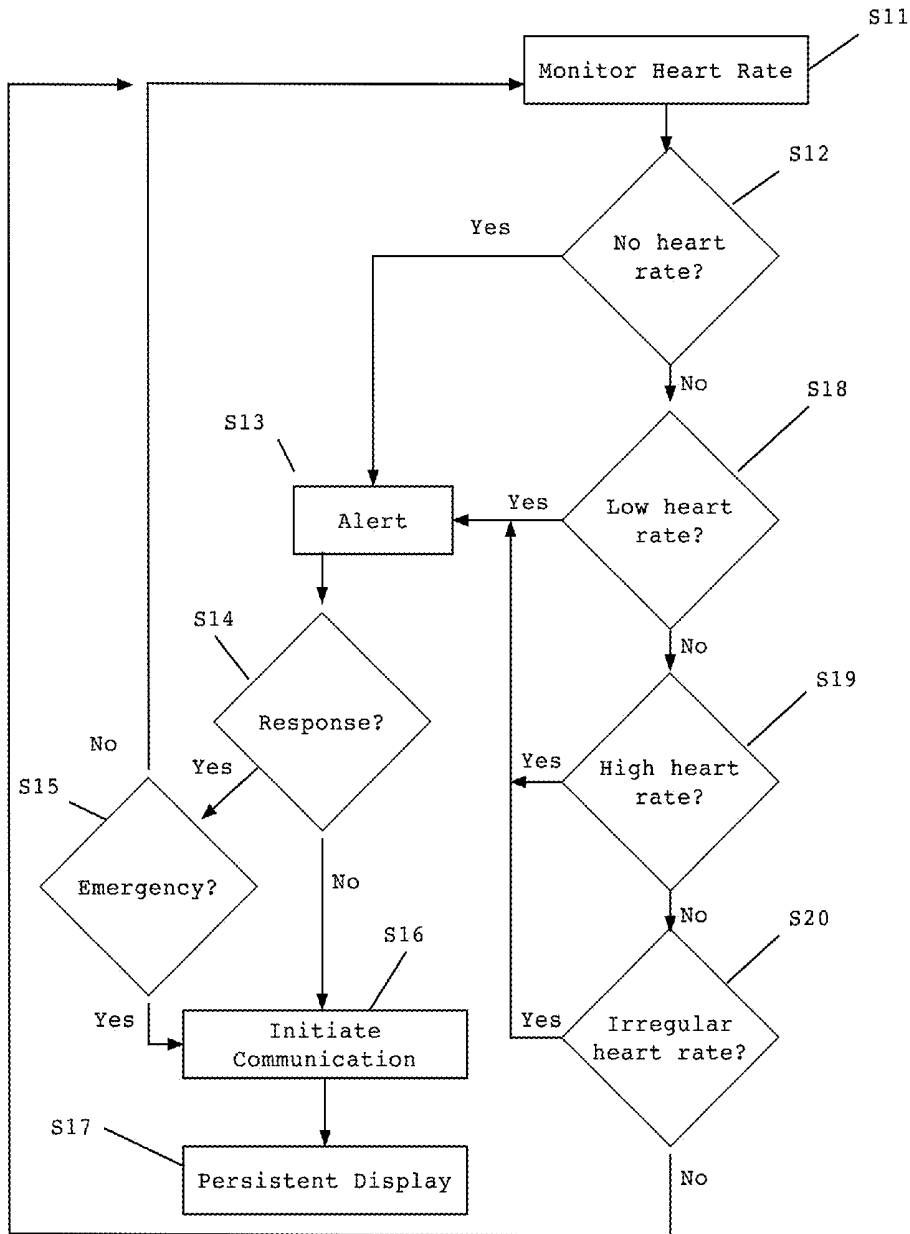 S11
Monitor Heart Rate
S12
No heart
rate?
Yes
No
S18
Low heart
rate?
Yes
No
S13
Alert
S14
Response?
Yes
No
S15
Emergency?
No
Yes
S19
High heart
rate?
Yes
No
S20
Irregular
heart rate?
Yes
No
S16
Initiate
Communication
S17
Persistent Display